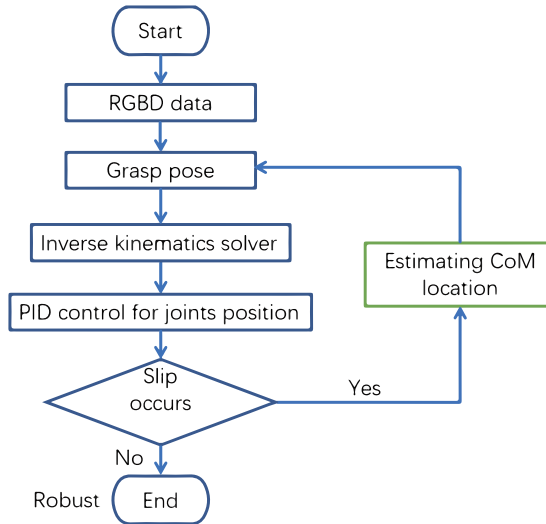 Start
RGBD data
Grasp pose
Inverse kinematics solver
Estimating CoM
location
PID control for joints position
Slip
occurs
Yes
No
Robust
End